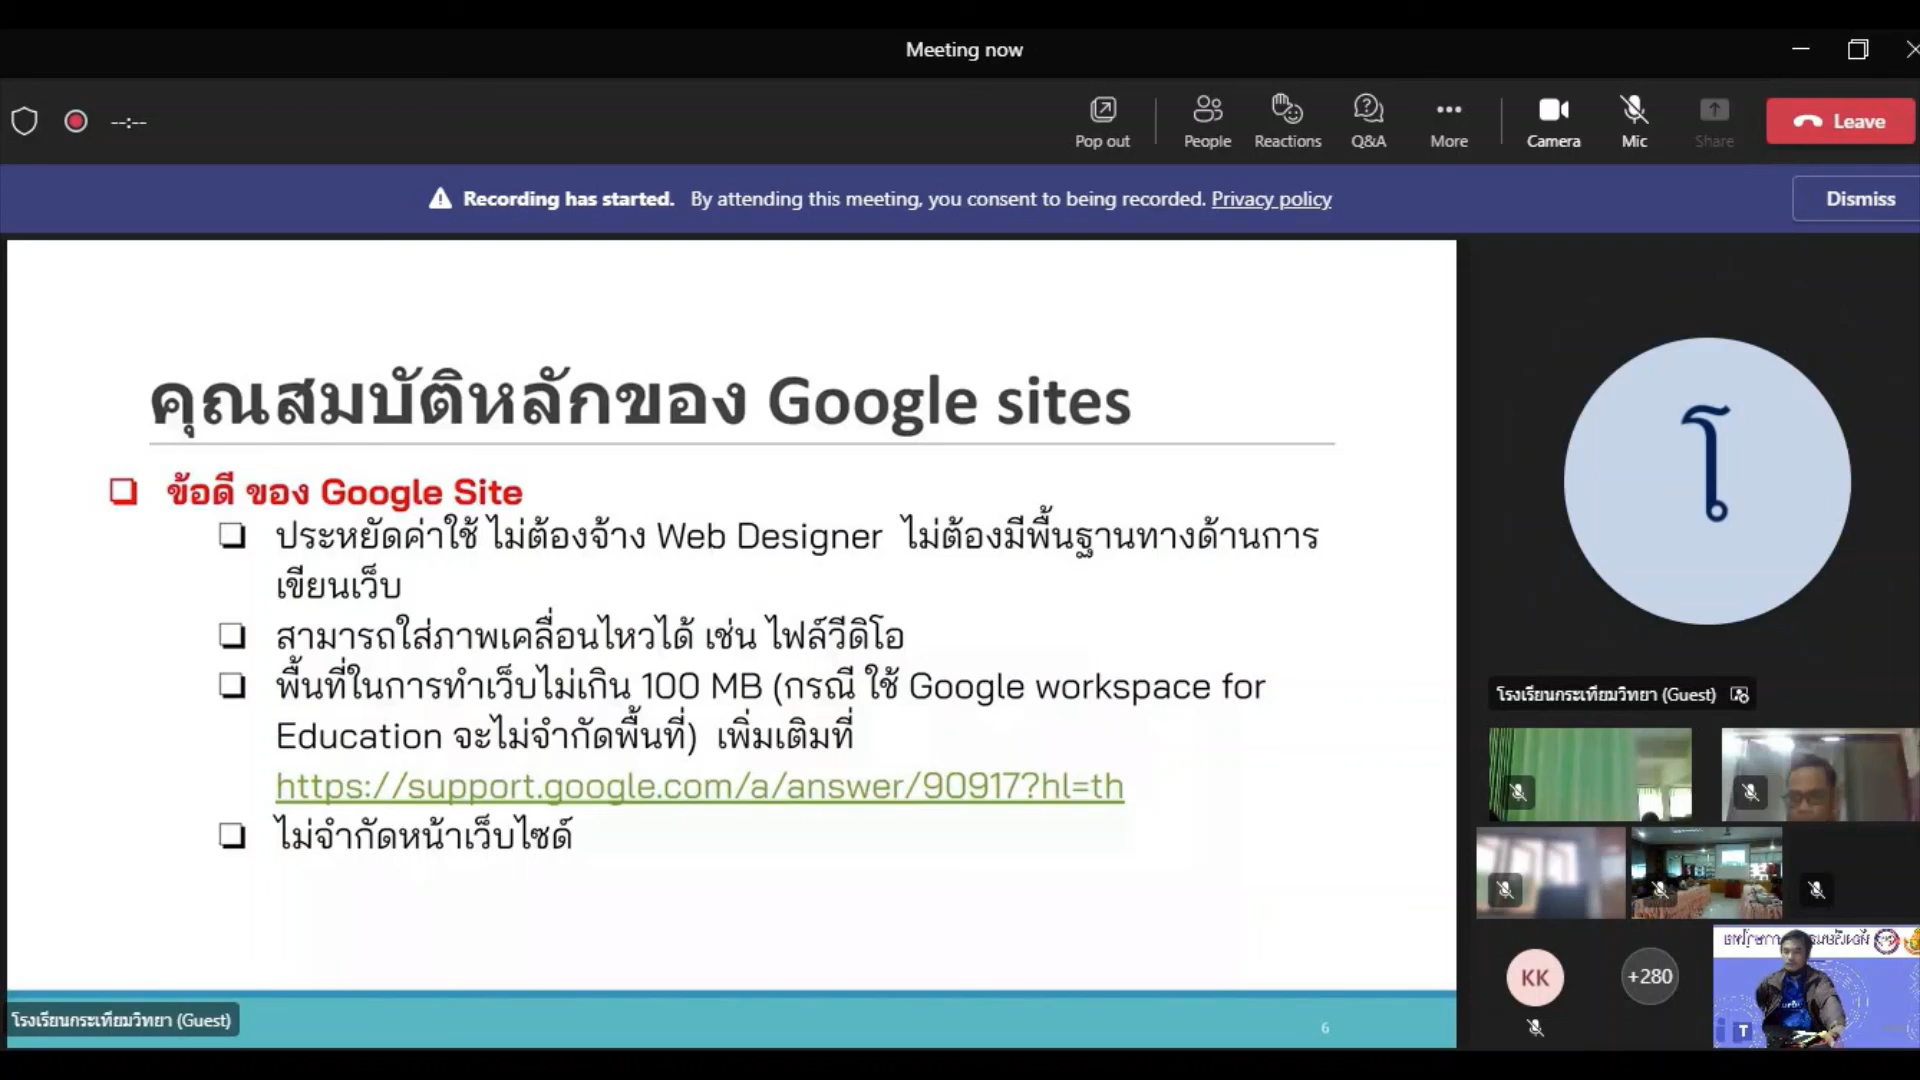 Meeting now
--:--
Pop out
People
Reactions
Q&A
More
Camera
Mic
Share
Leave
Recording has started. By attending this meeting, you consent to being recorded. Privacy policy
Dismiss
คุณสมบัติหลักของ Google sites
ข้อดี ของ Google Site
ประหยัดค่าใช้ ไม่ต้องจ้าง Web Designer ไม่ต้องมีพื้นฐานทางด้านการ
เขียนเว็บ
สามารถใส่ภาพเคลื่อนไหวได้ เช่น ไฟล์วีดิโอ
พื้นที่ในการทำเว็บไม่เกิน 100 MB (กรณี ใช้ Google workspace for
Education จะไม่จำกัดพื้นที่) เพิ่มเติมที่
https://support.google.com/a/answer/90917?hl=th
ไม่จำกัดหน้าเว็บไซด์
6
โรงเรียนกระเทียมวิทยา (Guest)
โ
โรงเรียนกระเทียมวิทยา (Guest)
KK
+280